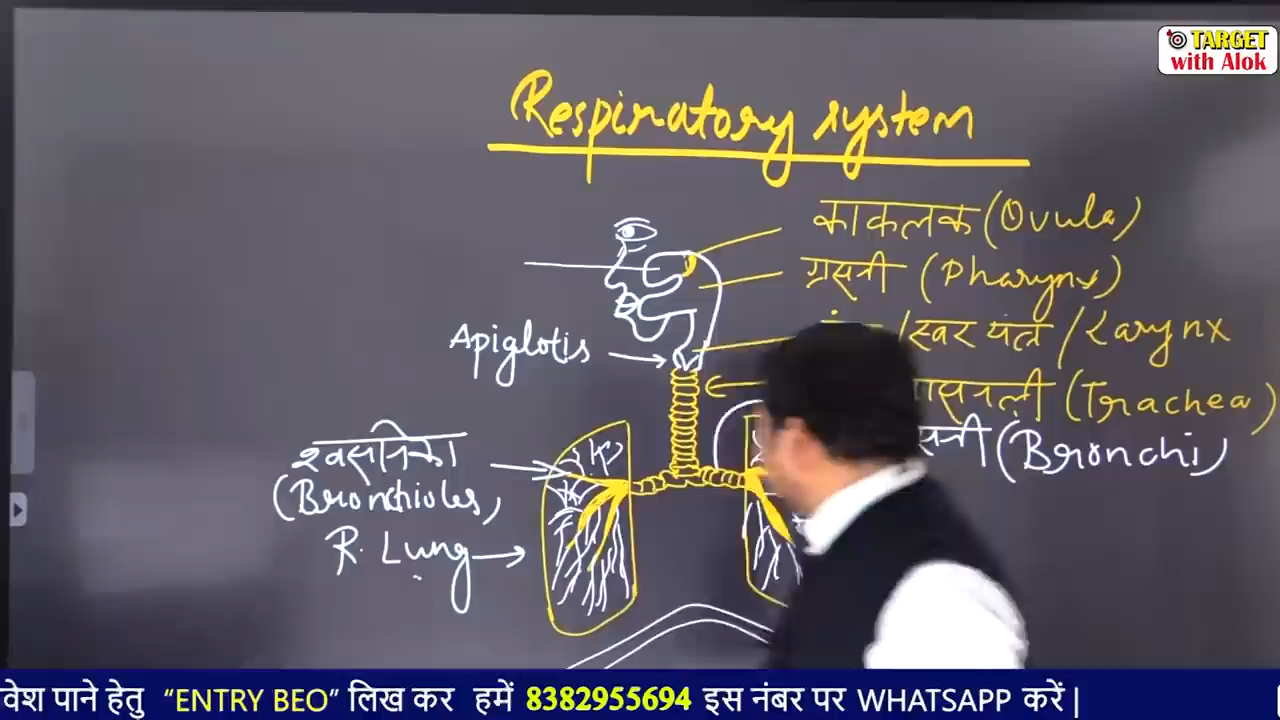 TARGET
with Alok
Respiratory system
काकलक (Ovula)
ग्रसनी (Pharynx)
/स्वर यंत्र / Larynx
Apiglotis
(Trachea)
(Bronchi)
श्वसनिका
(Bronchioles)
R. Lung
वेश पाने हेतु “ENTRY BEO” लिख कर हमें 8382955694 इस नंबर पर WHATSAPP करें |